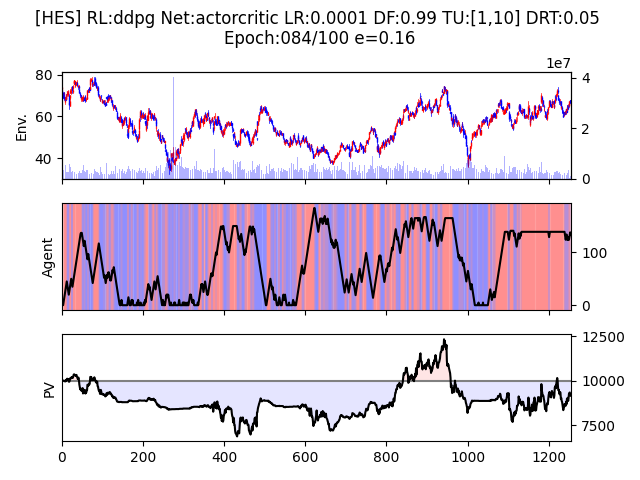 [HES] RL:ddpg Net:actorcritic LR:0.0001 DF:0.99 TU:[1,10] DRT:0.05
Epoch:084/100 e=0.16
1e7
80
60
40
Env.
4
2
0
Agent
100
0
PV
12500
10000
7500
0 200 400 600 800 1000 1200